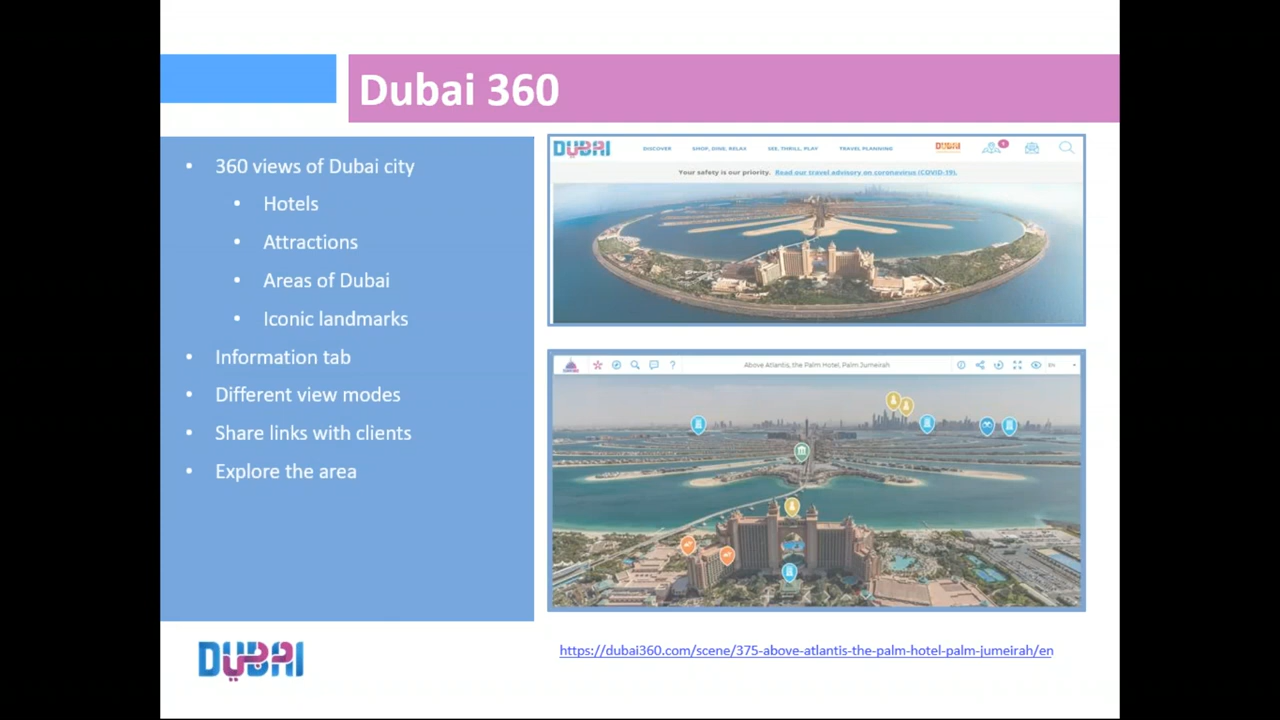 Dubai 360
• 360 views of Dubai city
• Hotels
• Attractions
• Areas of Dubai
• Iconic landmarks
• Information tab
• Different view modes
• Share links with clients
• Explore the area
DUBAI
DUBAI
DISCOVER SHOP, DINE, RELAX SEE, THRILL, PLAY TRAVEL PLANNING DUBAI
Your safety is our priority. Read our travel advisory on coronavirus (COVID-19).
? Above Atlantis, the Palm Hotel, Palm Jumeirah EN
https://dubai360.com/scene/375-above-atlantis-the-palm-hotel-palm-jumeirah/en